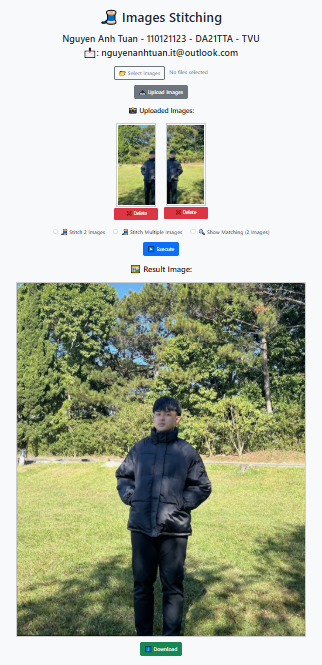 Images Stitching
Nguyen Anh Tuan - 110121123 - DA21TTA - TVU
: nguyenanhtuan.it@outlook.com
Select Images No files selected
Upload Images
Uploaded Images:
Delete Delete
Stitch 2 Images Stitch Multiple Images Show Matching (2 Images)
Execute
Result Image:
Download